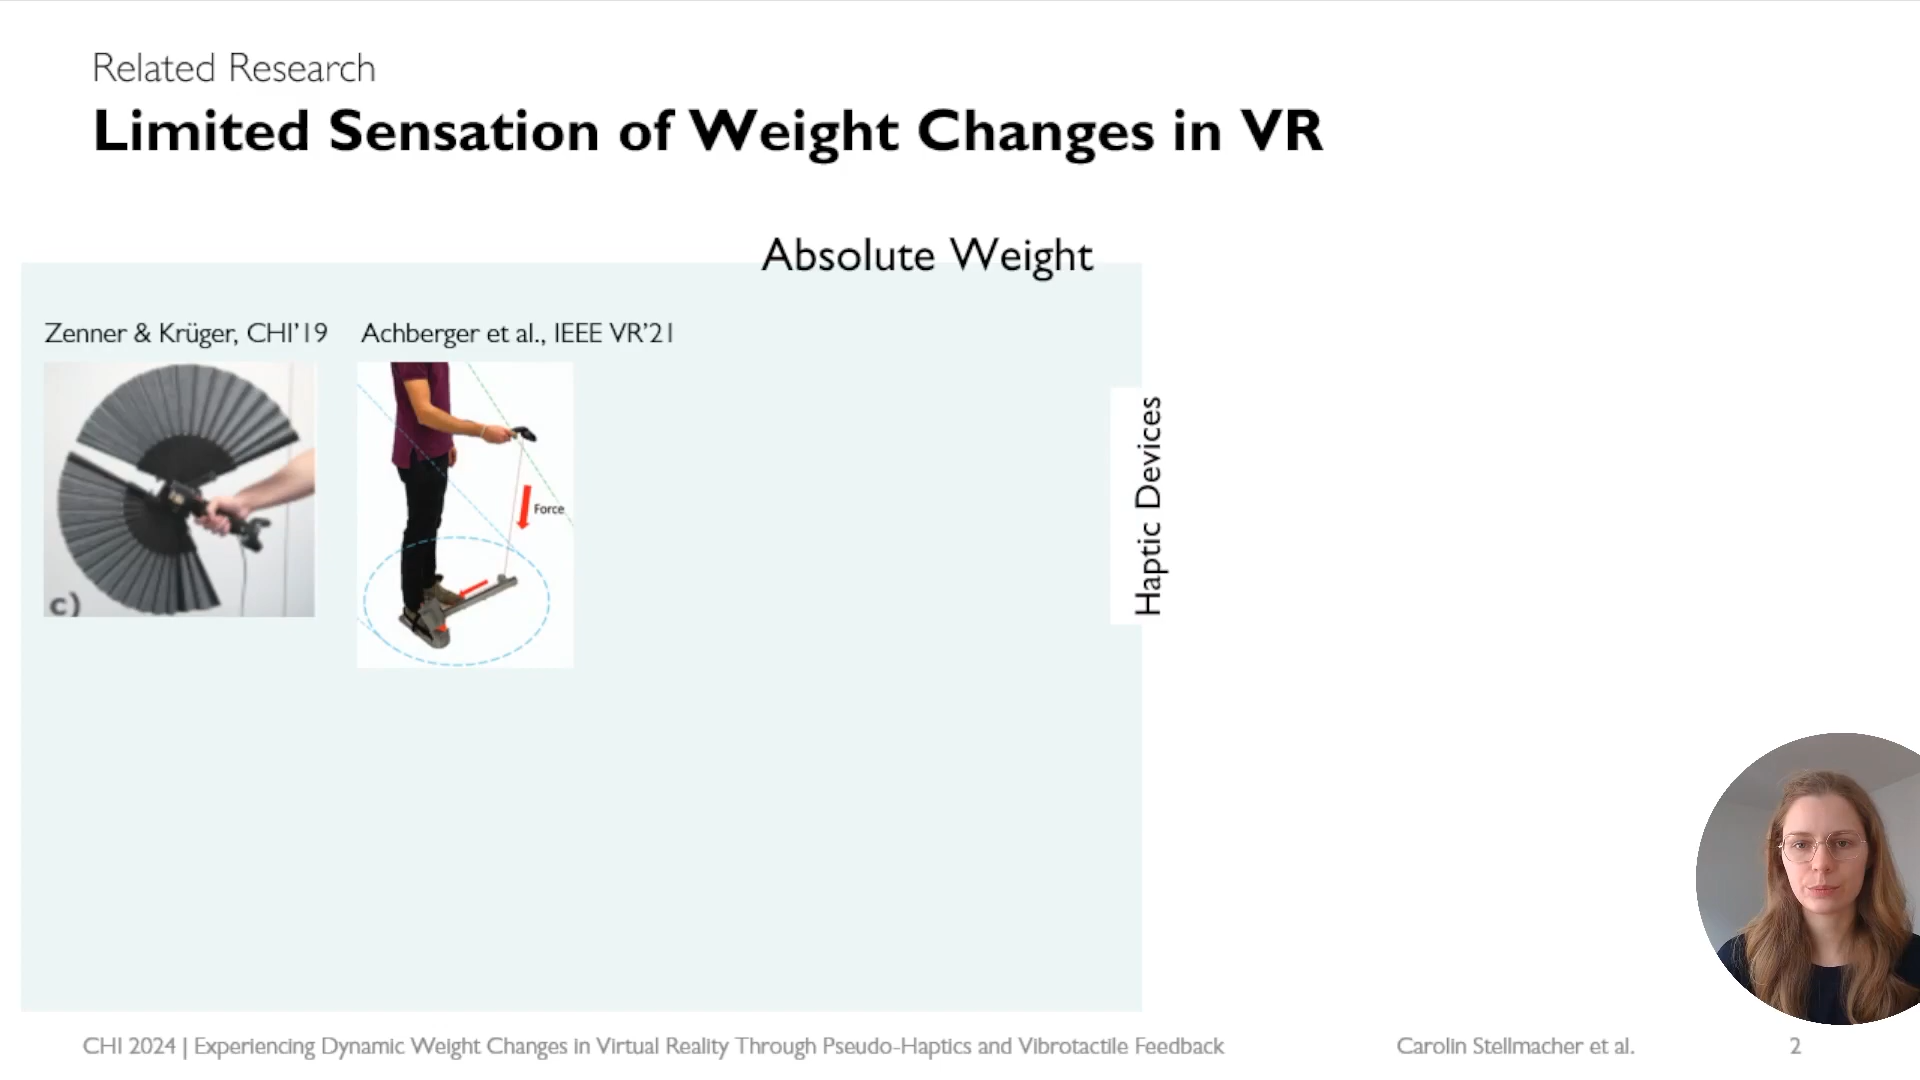 Related Research
Limited Sensation of Weight Changes in VR
Absolute Weight
Zenner & Krüger, CHI’19
Achberger et al., IEEE VR’21
Force
c)
Haptic Devices
CHI 2024 | Experiencing Dynamic Weight Changes in Virtual Reality Through Pseudo-Haptics and Vibrotactile Feedback
Carolin Stellmacher et al.
2